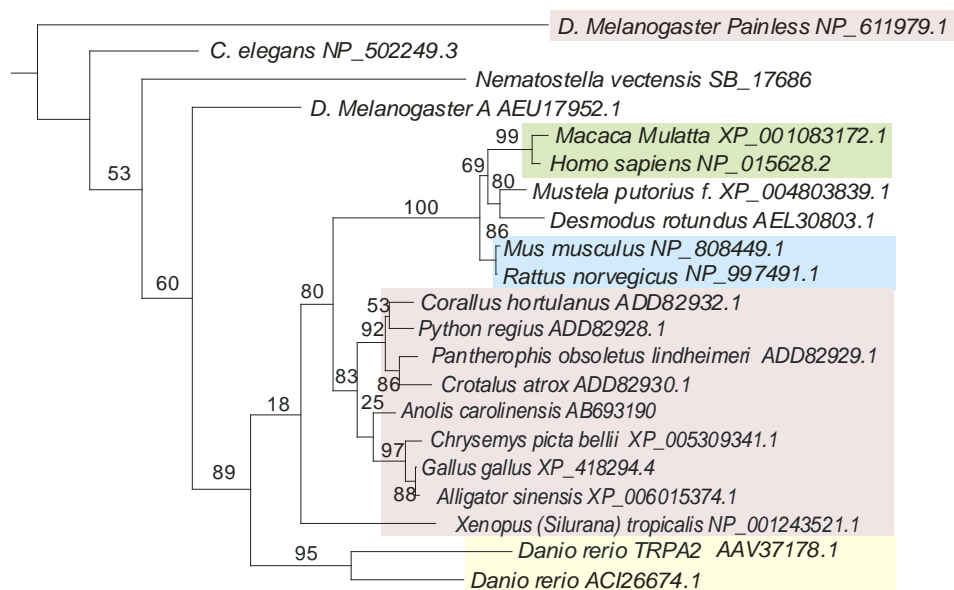 D. Melanogaster Painless NP_611979.1
C. elegans NP_502249.3
Nematostella vectensis SB_17686
D. Melanogaster A AEU17952.1
99
Macaca Mulatta XP_001083172.1
Homo sapiens NP_015628.2
69
80
Mustela putorius f. XP_004803839.1
53
100
Desmodus rotundus AEL30803.1
86
Mus musculus NP_808449.1
Rattus norvegicus NP_997491.1
60
80
53
Corallus hortulanus ADD82932.1
92
Python regius ADD82928.1
Pantherophis obsoletus lindheimeri ADD82929.1
83
86
Crotalus atrox ADD82930.1
18
25
Anolis carolinensis AB693190
Chrysemys picta bellii XP_005309341.1
97
Gallus gallus XP_418294.4
89
88
Alligator sinensis XP_006015374.1
Xenopus (Silurana) tropicalis NP_001243521.1
95
Danio rerio TRPA2 AAV37178.1
Danio rerio ACI26674.1